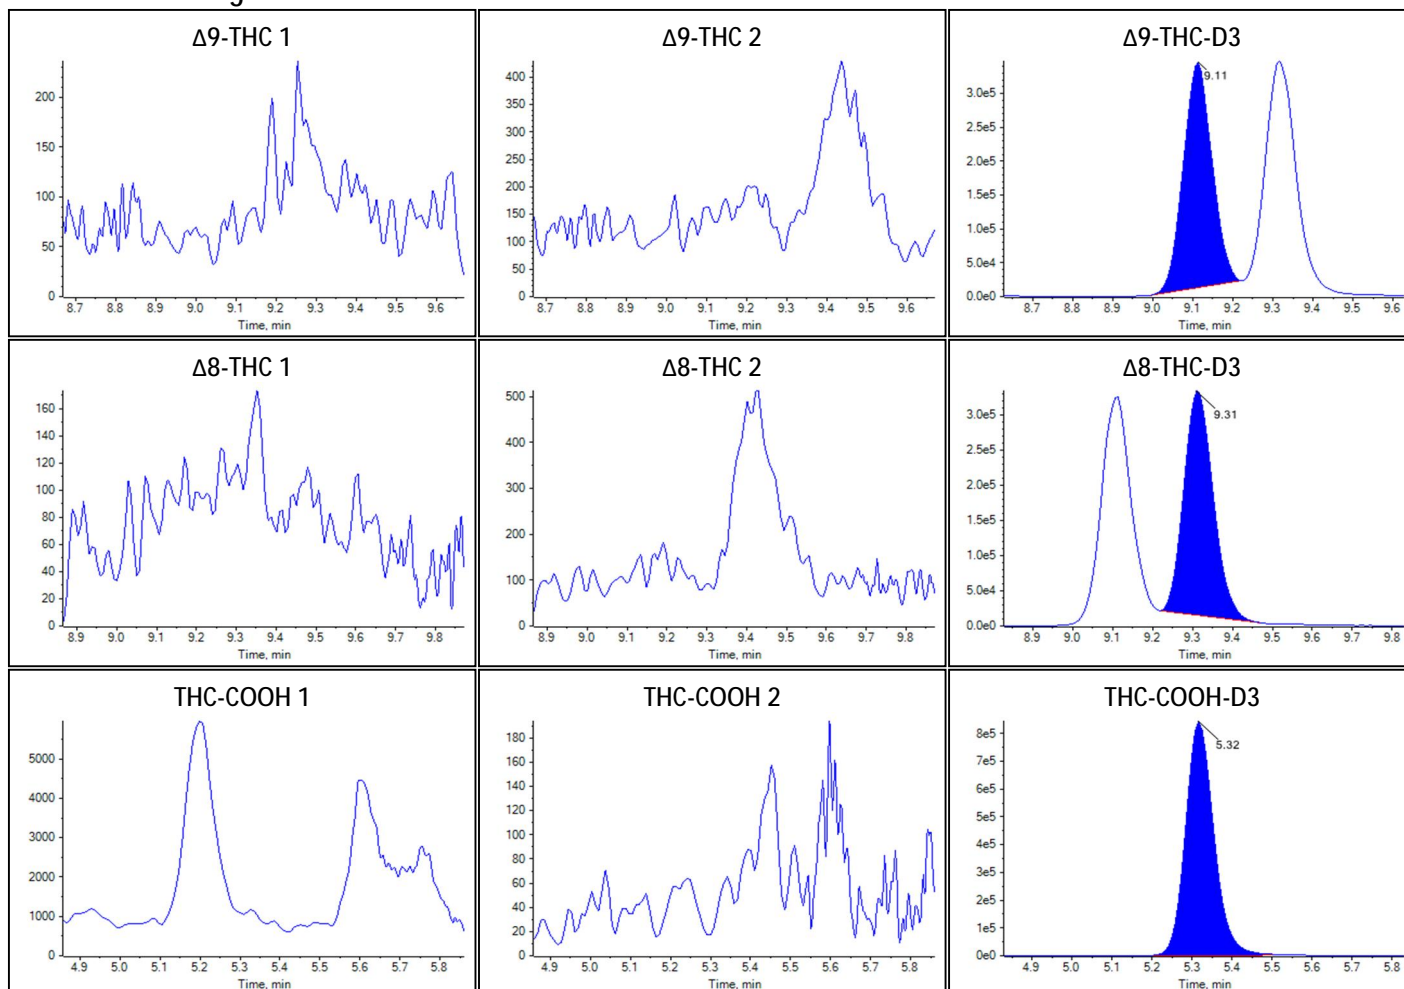 g
Δ9-THC 1
200
150
100
50
0
8.7 8.8 8.9 9.0 9.1 9.2 9.3 9.4 9.5 9.6
Time, min
Δ9-THC 2
400
350
300
250
200
150
100
50
0
8.7 8.8 8.9 9.0 9.1 9.2 9.3 9.4 9.5 9.6
Time, min
Δ9-THC-D3
9.11
3.0e5
2.5e5
2.0e5
1.5e5
1.0e5
5.0e4
0.0e0
8.7 8.8 8.9 9.0 9.1 9.2 9.3 9.4 9.5 9.6
Time, min
Δ8-THC 1
160
140
120
100
80
60
40
20
0
8.9 9.0 9.1 9.2 9.3 9.4 9.5 9.6 9.7 9.8
Time, min
Δ8-THC 2
500
400
300
200
100
0
8.9 9.0 9.1 9.2 9.3 9.4 9.5 9.6 9.7 9.8
Time, min
Δ8-THC-D3
9.31
3.0e5
2.5e5
2.0e5
1.5e5
1.0e5
5.0e4
0.0e0
8.9 9.0 9.1 9.2 9.3 9.4 9.5 9.6 9.7 9.8
Time, min
THC-COOH 1
5000
4000
3000
2000
1000
0
4.9 5.0 5.1 5.2 5.3 5.4 5.5 5.6 5.7 5.8
Time, min
THC-COOH 2
180
160
140
120
100
80
60
40
20
0
4.9 5.0 5.1 5.2 5.3 5.4 5.5 5.6 5.7 5.8
Time, min
THC-COOH-D3
5.32
8e5
7e5
6e5
5e5
4e5
3e5
2e5
1e5
0e0
4.9 5.0 5.1 5.2 5.3 5.4 5.5 5.6 5.7 5.8
Time, min